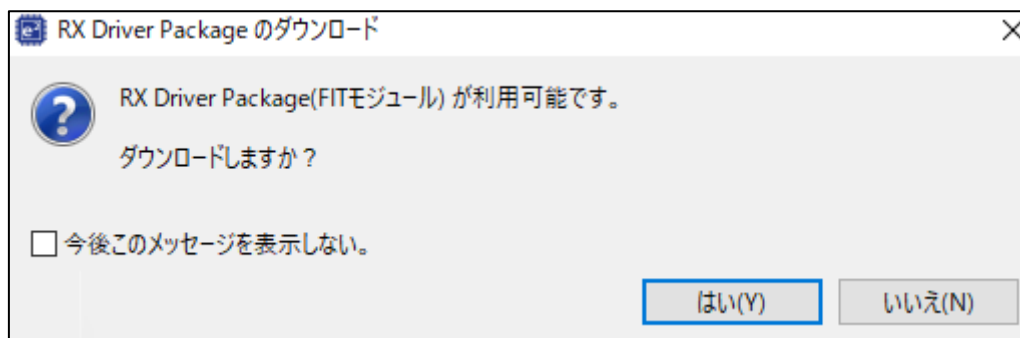 e²
RX Driver Package のダウンロード
RX Driver Package(FITモジュール) が利用可能です。
ダウンロードしますか？
今後このメッセージを表示しない。
はい(Y)
いいえ(N)